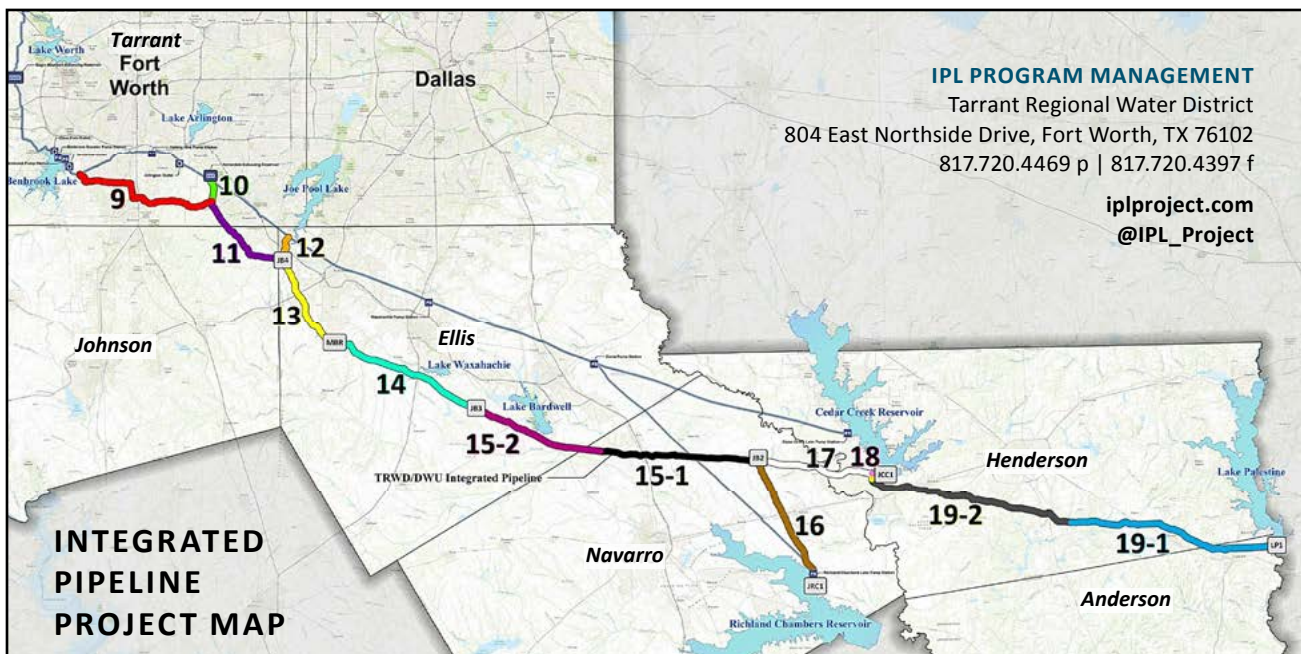 Tarrant
Fort
Worth
Dallas
Lake Worth
Lake Arlington
Benbrook Lake
Joe Pool Lake
IPL PROGRAM MANAGEMENT
Tarrant Regional Water District
804 East Northside Drive, Fort Worth, TX 76102
817.720.4469 p | 817.720.4397 f
iplproject.com
@IPL_Project
9
10
11
12
JB4
13
MBR
Johnson
Ellis
14
Lake Waxahachie
JB3
Lake Bardwell
15-2
TRWD/DWU Integrated Pipeline
15-1
JB2
Cedar Creek Reservoir
17
18
JCC1
Henderson
Lake Palestine
19-2
19-1
LP1
16
Navarro
JRC1
Richland Chambers Reservoir
Anderson
INTEGRATED
PIPELINE
PROJECT MAP